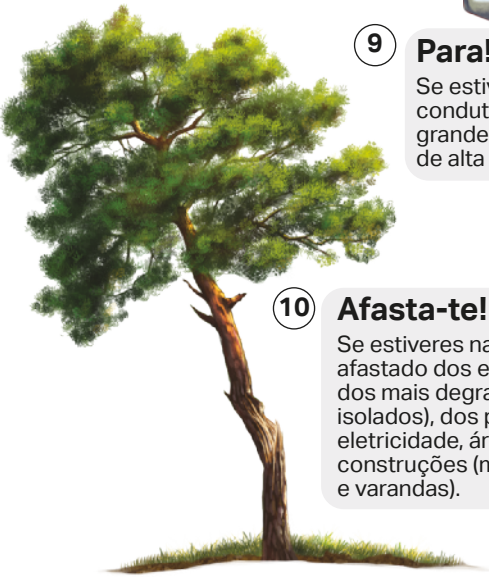 9
Para!
Se estiv
condut
grande
de alta
10
Afasta-te!
Se estiveres na
afastado dos e
dos mais degra
isolados), dos p
eletricidade, ár
construções (m
e varandas).